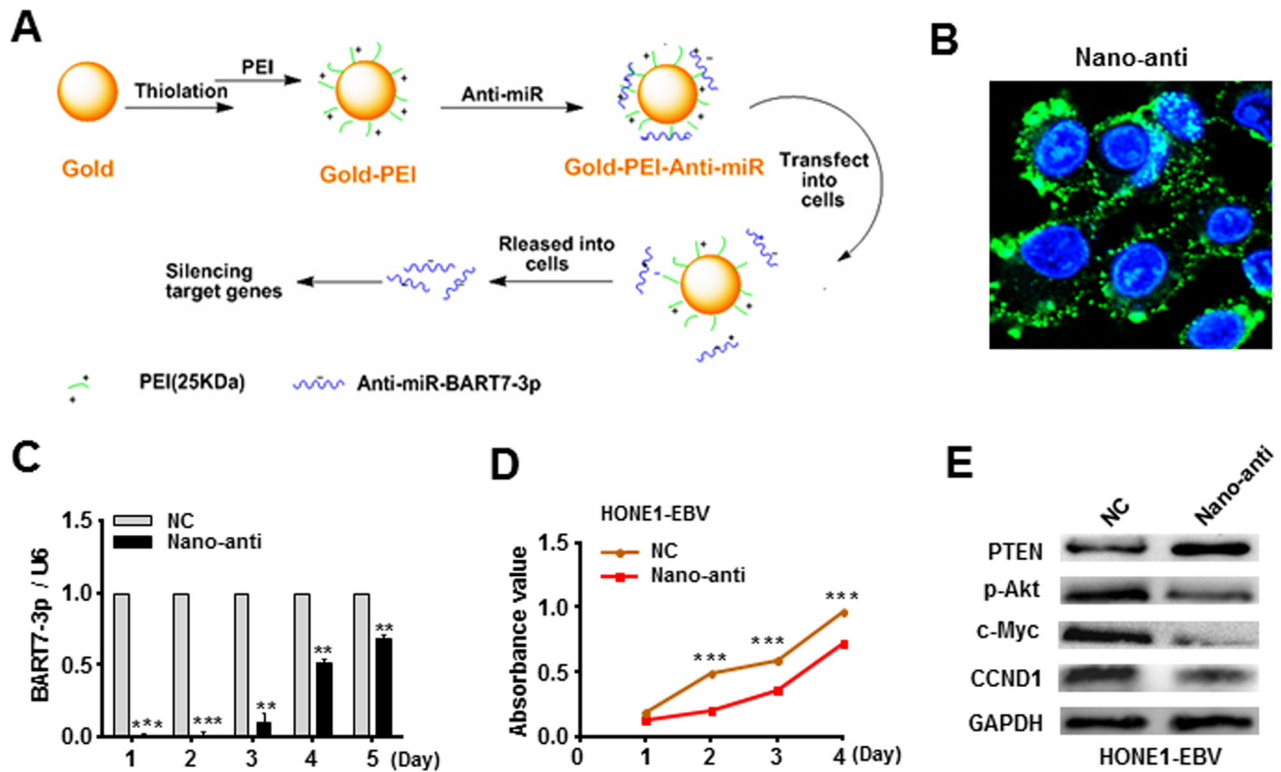 A
PEI
Thiolation
Anti-miR
Gold
Gold-PEI
Gold-PEI-Anti-miR
Transfect
into
cells
Rleased into
cells
Silencing
target genes
PEI(25KDa)
Anti-miR-BART7-3p
B
Nano-anti
C
BART7-3p / U6
1.5
1.0
0.5
0.0
NC
Nano-anti
*** *** ** ** **
1 2 3 4 5 (Day)
D
HONE1-EBV
Absorbance value
1.5
1.0
0.5
0.0
NC
Nano-anti
*** *** ***
0 1 2 3 4 (Day)
E
NC Nano-anti
PTEN
p-Akt
c-Myc
CCND1
GAPDH
HONE1-EBV